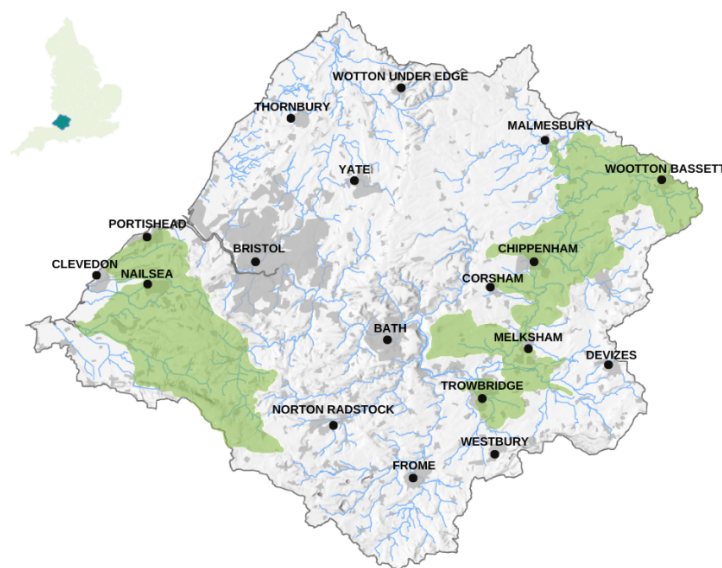 WOTTON UNDER EDGE
THORNBURY
MALMESBURY
YATE
WOOTTON BASSETT
PORTISHEAD
BRISTOL
CHIPPENHAM
CLEVEDON
NAILSEA
CORSHAM
BATH
MELKSHAM
DEVIZES
TROWBRIDGE
NORTON RADSTOCK
WESTBURY
FROME